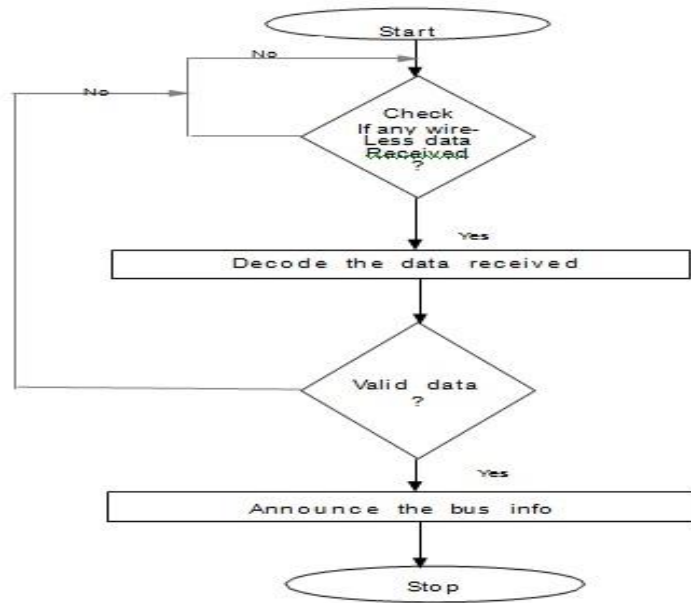 Start
No
No
Check
If any wire-
Less data
Received
?
Yes
Decode the data received
Valid data
?
Yes
Announce the bus info
Stop